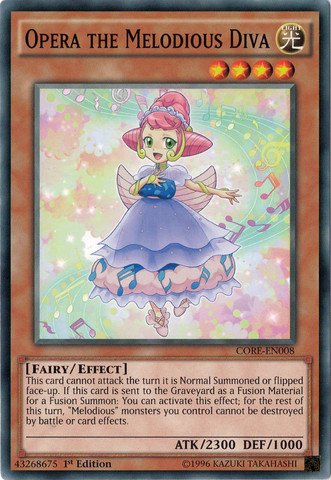 OPERA THE MELODIOUS DIVA
LIGHT
光
CORE-EN008
[FAIRY/EFFECT]
This card cannot attack the turn it is Normal Summoned or flipped
face-up. If this card is sent to the Graveyard as a Fusion Material
for a Fusion Summon: You can activate this effect; for the rest of
this turn, "Melodious" monsters you control cannot be destroyed
by battle or card effects.
ATK/2300 DEF/1000
43268675 1st Edition ©1996 KAZUKI TAKAHASHI